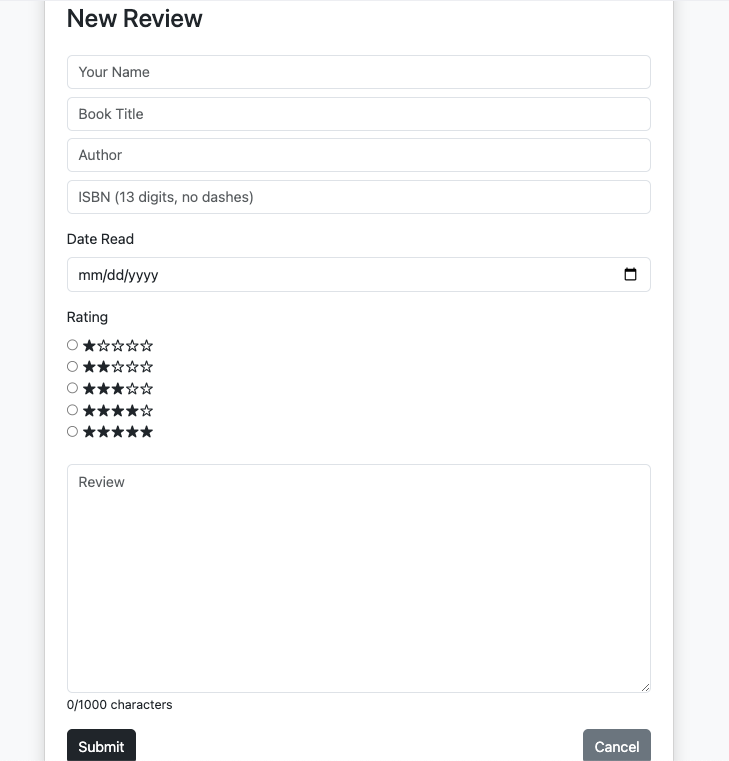 New Review
Your Name
Book Title
Author
ISBN (13 digits, no dashes)
Date Read
mm/dd/yyyy
Rating
★☆☆☆☆
★★☆☆☆
★★★☆☆
★★★★☆
★★★★★
Review
0/1000 characters
Submit Cancel